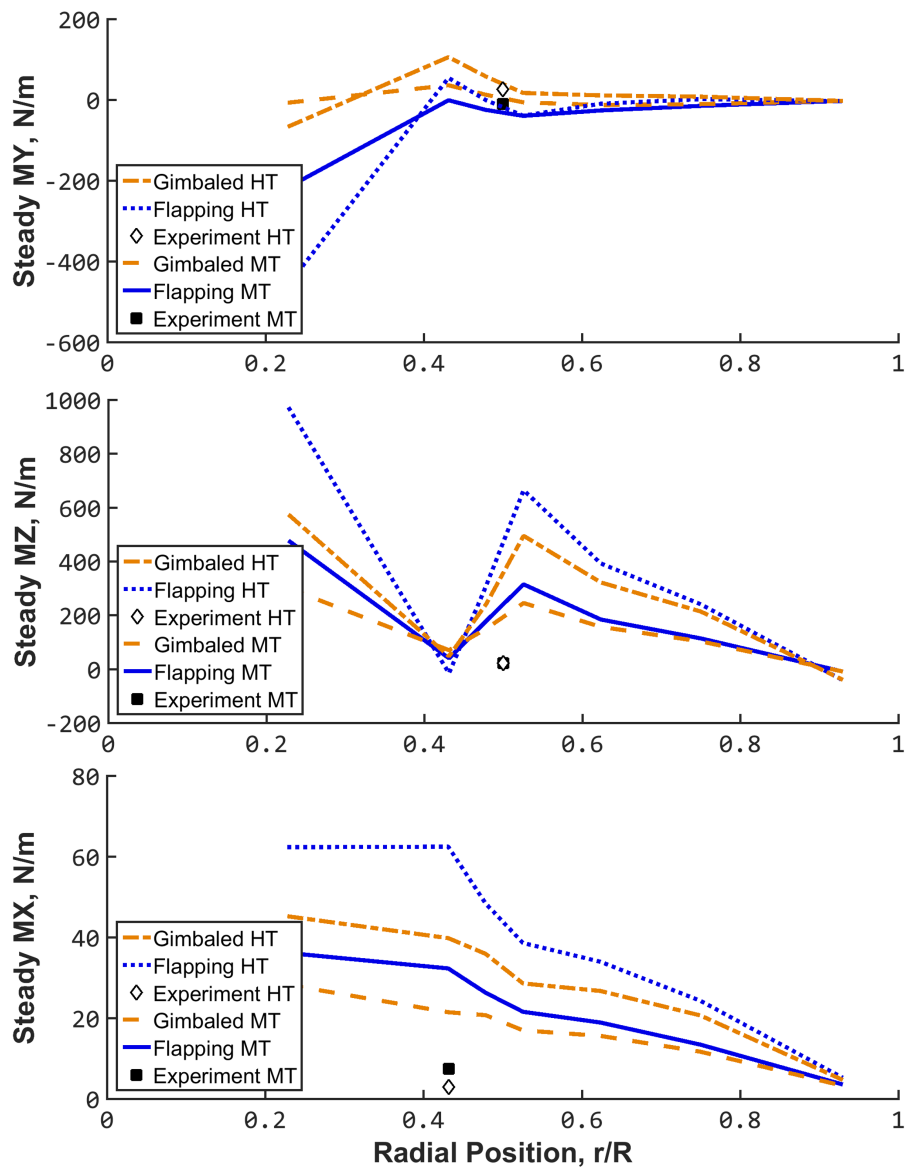 200
0
-200
-400
-600
Steady MY, N/m
Gimbaled HT
Flapping HT
Experiment HT
Gimbaled MT
Flapping MT
Experiment MT
0 0.2 0.4 0.6 0.8 1
1000
800
600
400
200
0
-200
Steady MZ, N/m
Gimbaled HT
Flapping HT
Experiment HT
Gimbaled MT
Flapping MT
Experiment MT
0 0.2 0.4 0.6 0.8 1
80
60
40
20
0
Steady MX, N/m
Gimbaled HT
Flapping HT
Experiment HT
Gimbaled MT
Flapping MT
Experiment MT
0 0.2 0.4 0.6 0.8 1
Radial Position, r/R